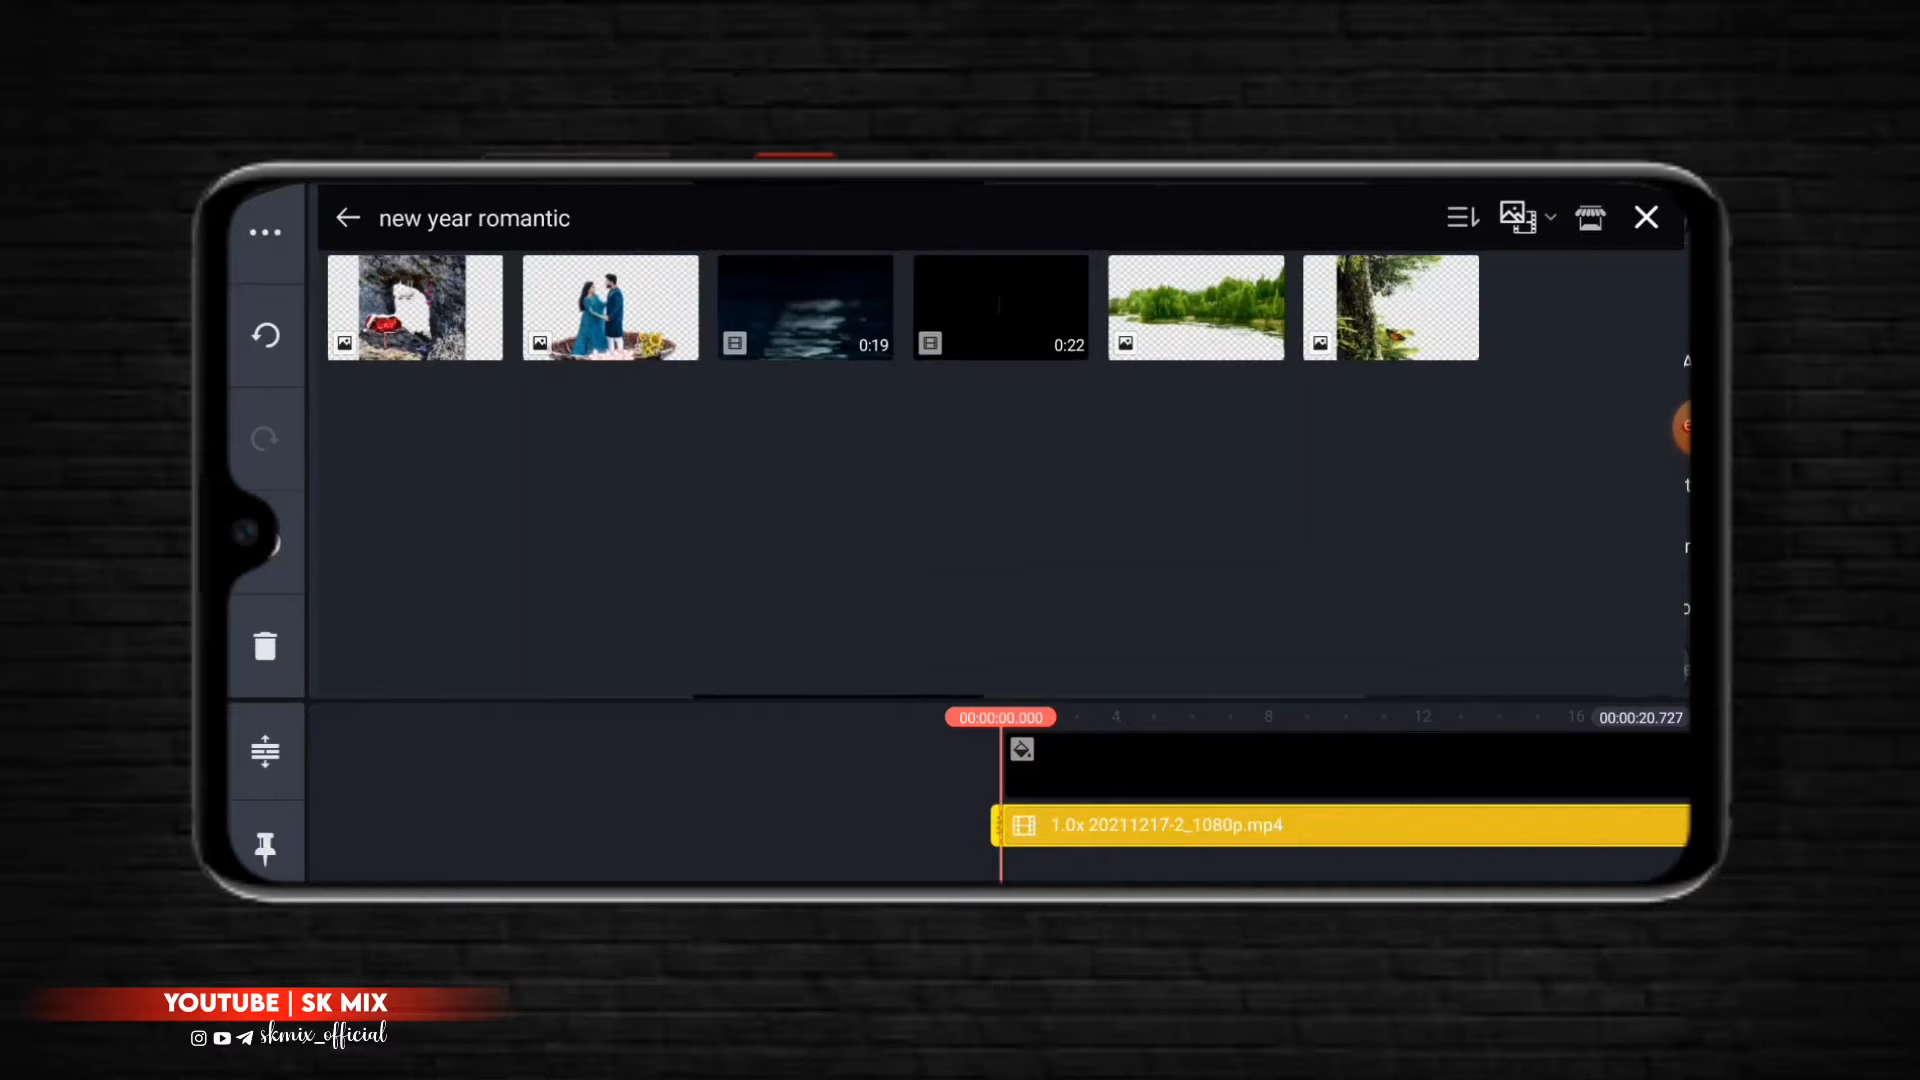 new year romantic
0:19
0:22
00:00:00.000
4
8
12
16
00:00:20.727
1.0x 20211217-2_1080p.mp4
YOUTUBE | SK MIX
skmix_official